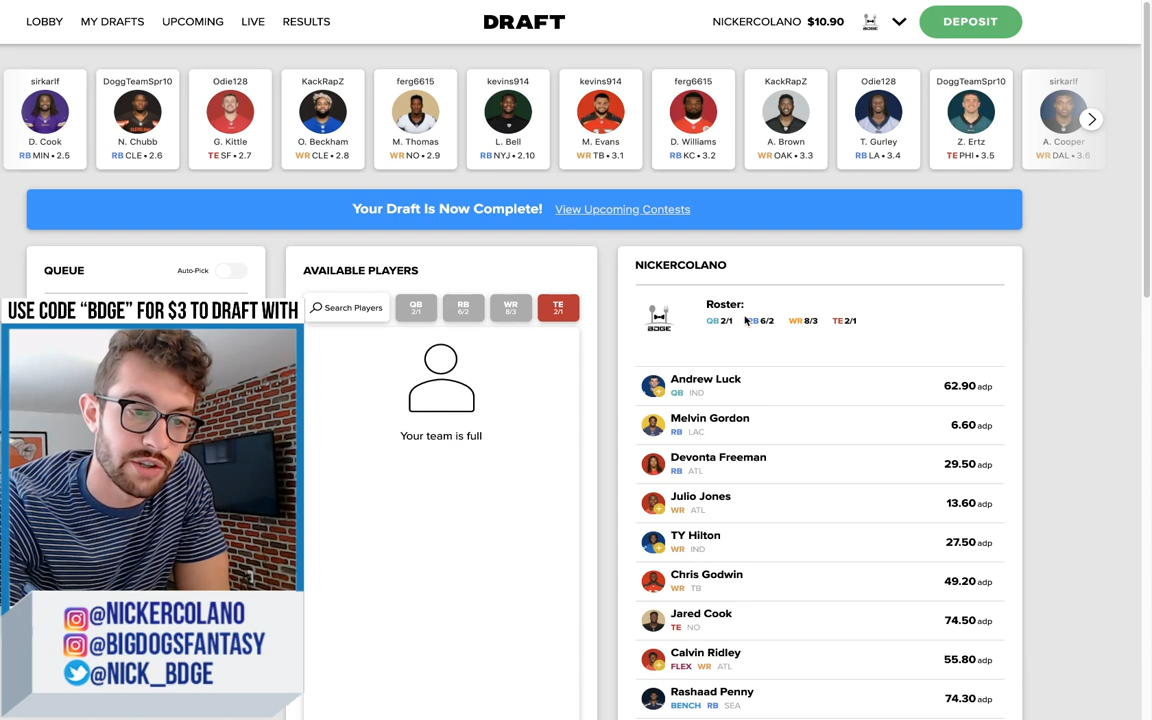 LOBBY MY DRAFTS UPCOMING LIVE RESULTS DRAFT NICKERCOLANO $10.90 BDGE DEPOSIT
sirkarlf DoggTeamSpr10 Odie128 KackRapZ ferg6615 kevins914 kevins914 ferg6615 KackRapZ Odie128 DoggTeamSpr10 sirkarlf
D. Cook N. Chubb G. Kittle O. Beckham M. Thomas L. Bell M. Evans D. Williams A. Brown T. Gurley Z. Ertz A. Cooper
RB MIN • 2.5 RB CLE • 2.6 TE SF • 2.7 WR CLE • 2.8 WR NO • 2.9 RB NYJ • 2.10 WR TB • 3.1 RB KC • 3.2 WR OAK • 3.3 RB LA • 3.4 TE PHI • 3.5 WR DAL • 3.6
Your Draft Is Now Complete! View Upcoming Contests
QUEUE Auto-Pick
USE CODE "BDGE" FOR $3 TO DRAFT WITH
@NICKERCOLANO
@BIGDOGSFANTASY
@NICK_BDGE
AVAILABLE PLAYERS
Search Players QB RB WR TE
2/1 6/2 8/3 2/1
Your team is full
NICKERCOLANO
BDGE
Roster:
QB 2/1 RB 6/2 WR 8/3 TE 2/1
Andrew Luck 62.90 adp
QB IND
Melvin Gordon 6.60 adp
RB LAC
Devonta Freeman 29.50 adp
RB ATL
Julio Jones 13.60 adp
WR ATL
TY Hilton 27.50 adp
WR IND
Chris Godwin 49.20 adp
WR TB
Jared Cook 74.50 adp
TE NO
Calvin Ridley 55.80 adp
FLEX WR ATL
Rashaad Penny 74.30 adp
BENCH RB SEA